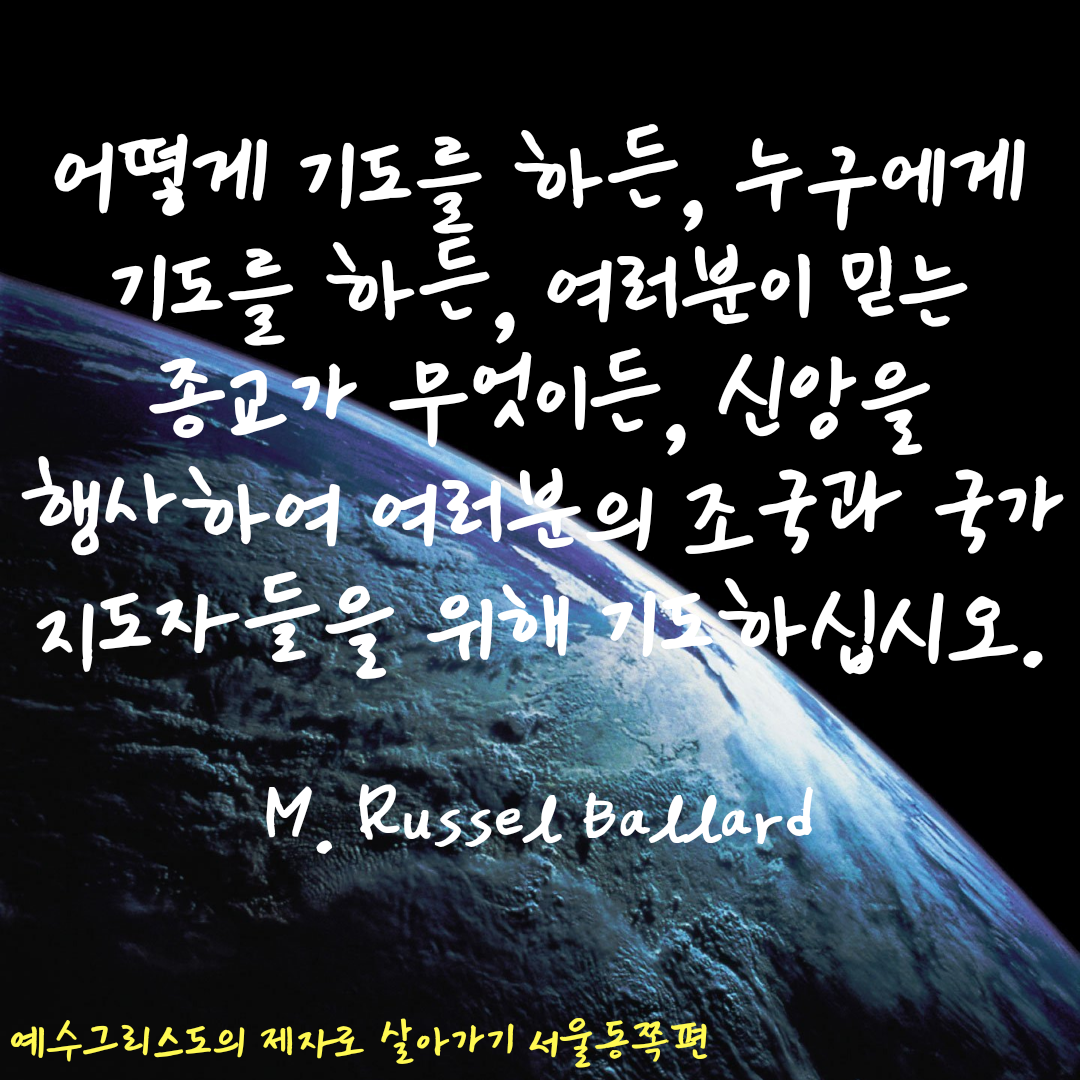 어떻게 기도를 하든, 누구에게
기도를 하든, 여러분이 믿는
종교가 무엇이든, 신앙을
행사하여 여러분의 조국과 국가
지도자들을 위해 기도하십시오.
M. Russel Ballard
예수그리스도의 제자로 살아가기 서울동쪽편